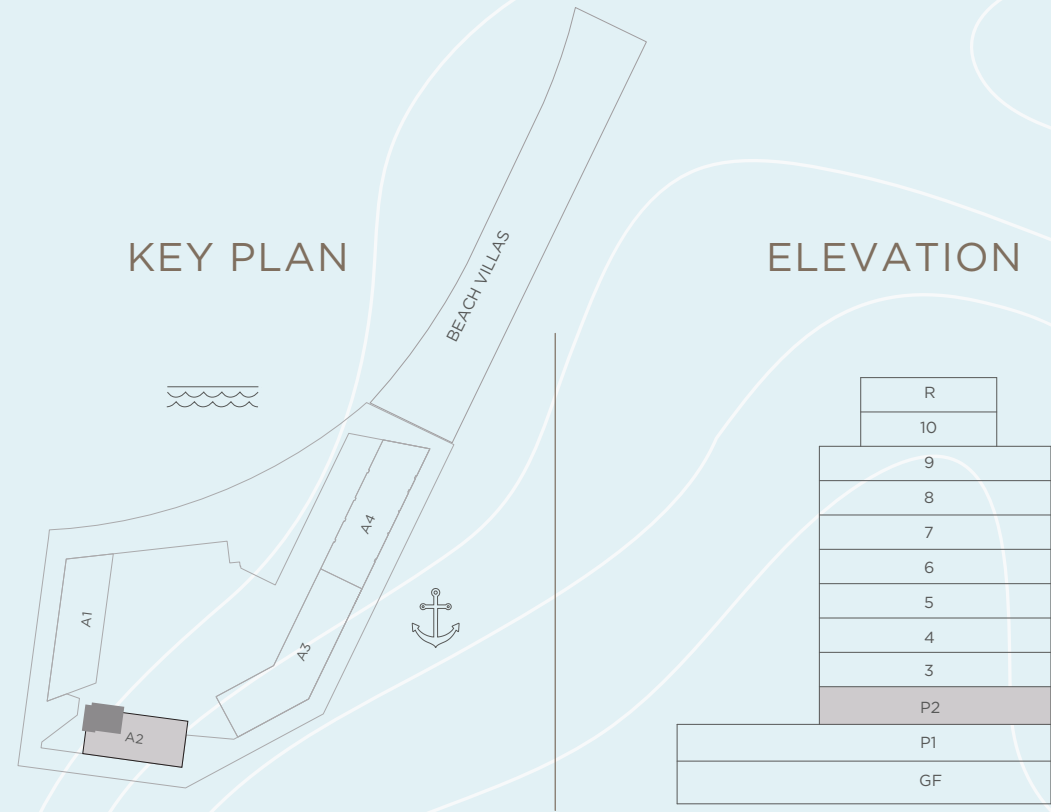 KEY PLAN
BEACH VILLAS
A4
A1
A3
A2
ELEVATION
R
10
9
8
7
6
5
4
3
P2
P1
GF